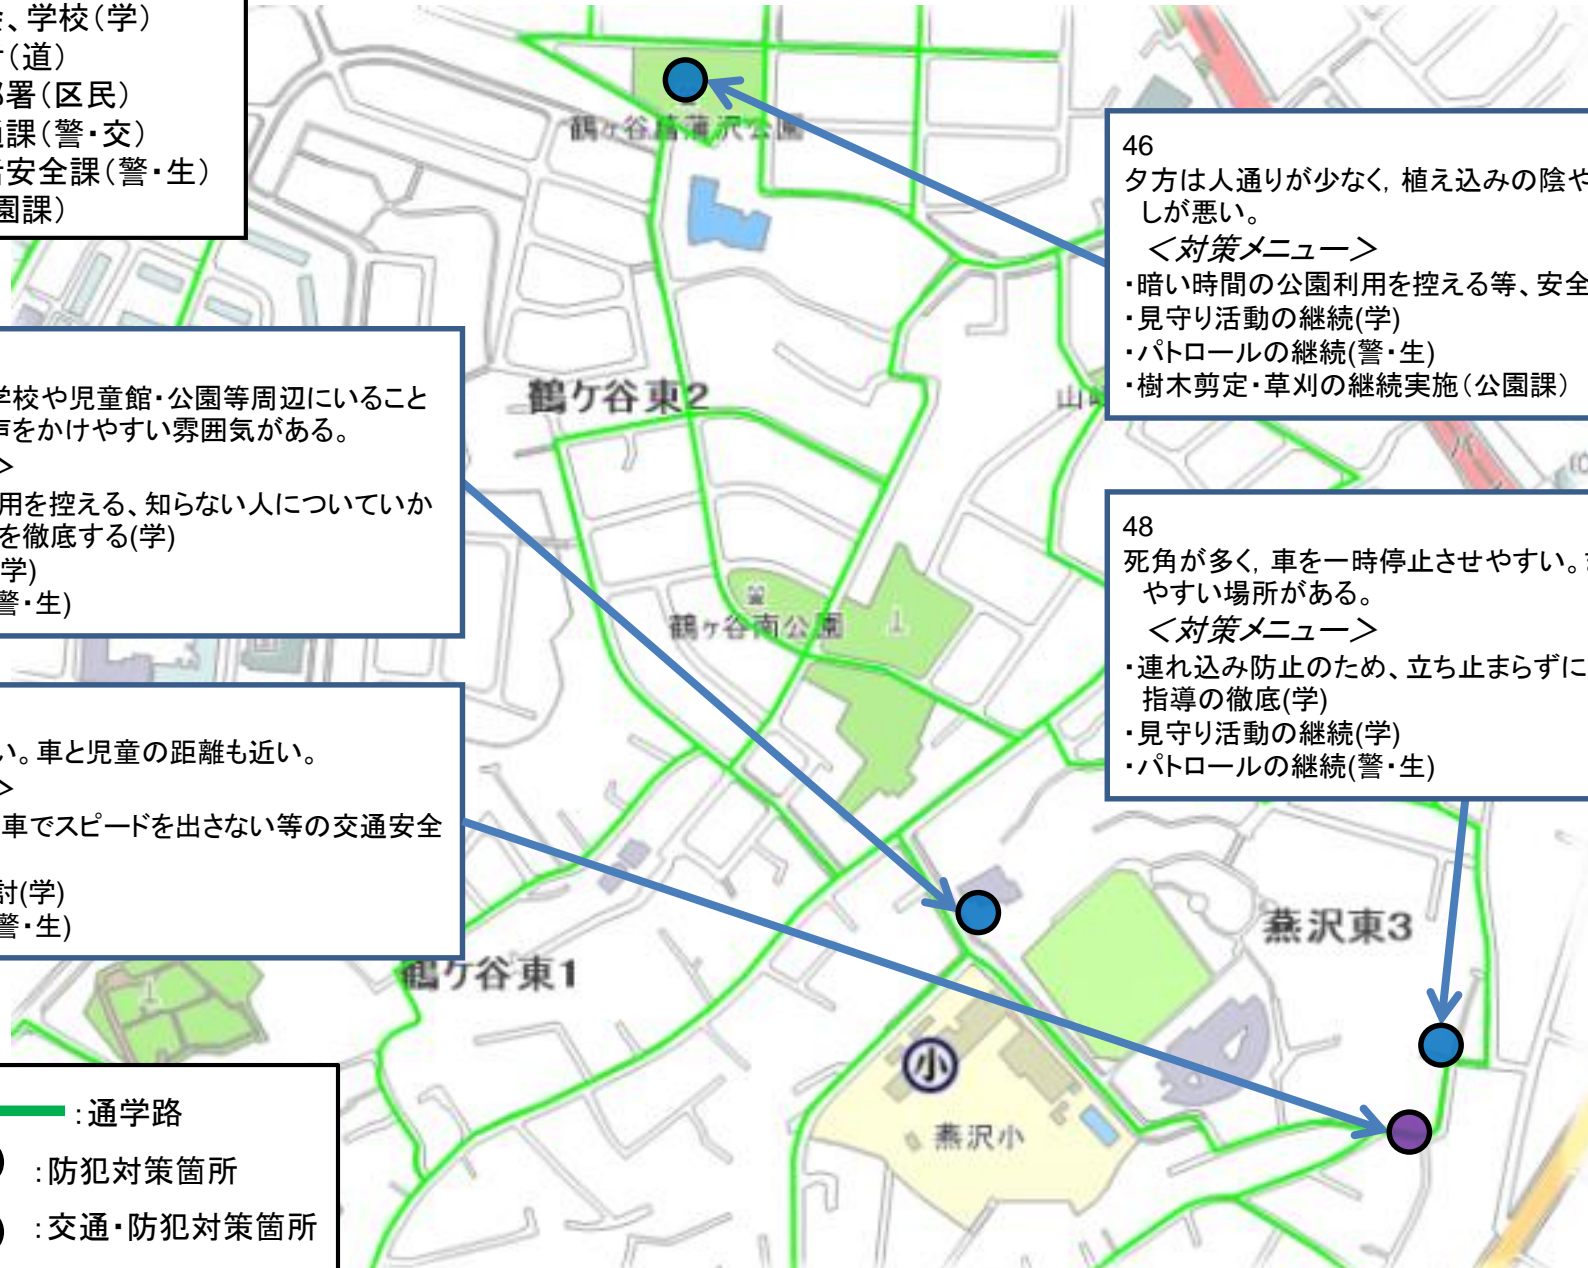 、学校(学)
(道)
署(区民)
課(警・交)
安全課(警・生)
園課)
鶴ケ谷菖蒲沢公園
46
夕方は人通りが少なく, 植え込みの陰や
しが悪い。
<対策メニュー>
・暗い時間の公園利用を控える等、安全
・見守り活動の継続(学)
・パトロールの継続(警・生)
・樹木剪定・草刈の継続実施(公園課)
学校や児童館・公園等周辺にいること
声をかけやすい雰囲気がある。
>
用を控える、知らない人についていか
を徹底する(学)
学)
警・生)
鶴ケ谷東2
山
48
死角が多く, 車を一時停止させやすい。
やすい場所がある。
<対策メニュー>
・連れ込み防止のため、立ち止まらずに
指導の徹底(学)
・見守り活動の継続(学)
・パトロールの継続(警・生)
鶴ヶ谷南公園
い。車と児童の距離も近い。
>
車でスピードを出さない等の交通安全
討(学)
警・生)
燕沢東3
鶴ケ谷東1
小
燕沢小
:通学路
:防犯対策箇所
:交通・防犯対策箇所